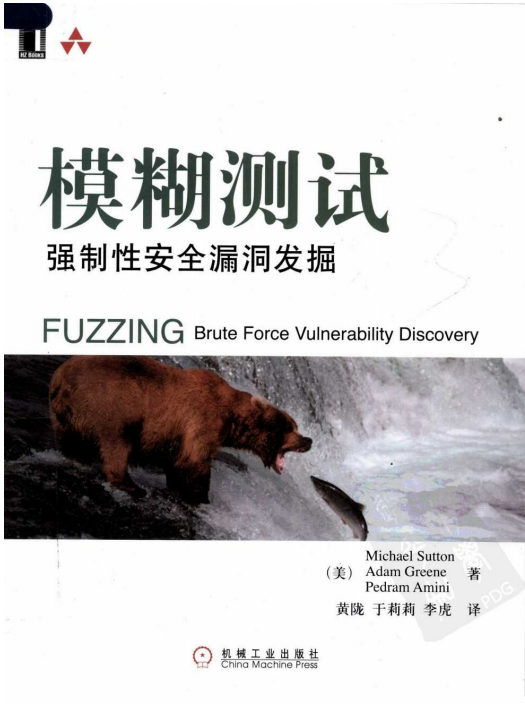 HZ BOOKS
模糊测试
强制性安全漏洞发掘
FUZZING Brute Force Vulnerability Discovery
Michael Sutton
（美） Adam Greene 著
Pedram Amini
黄陇 于莉莉 李虎 译
PDG
机械工业出版社
China Machine Press